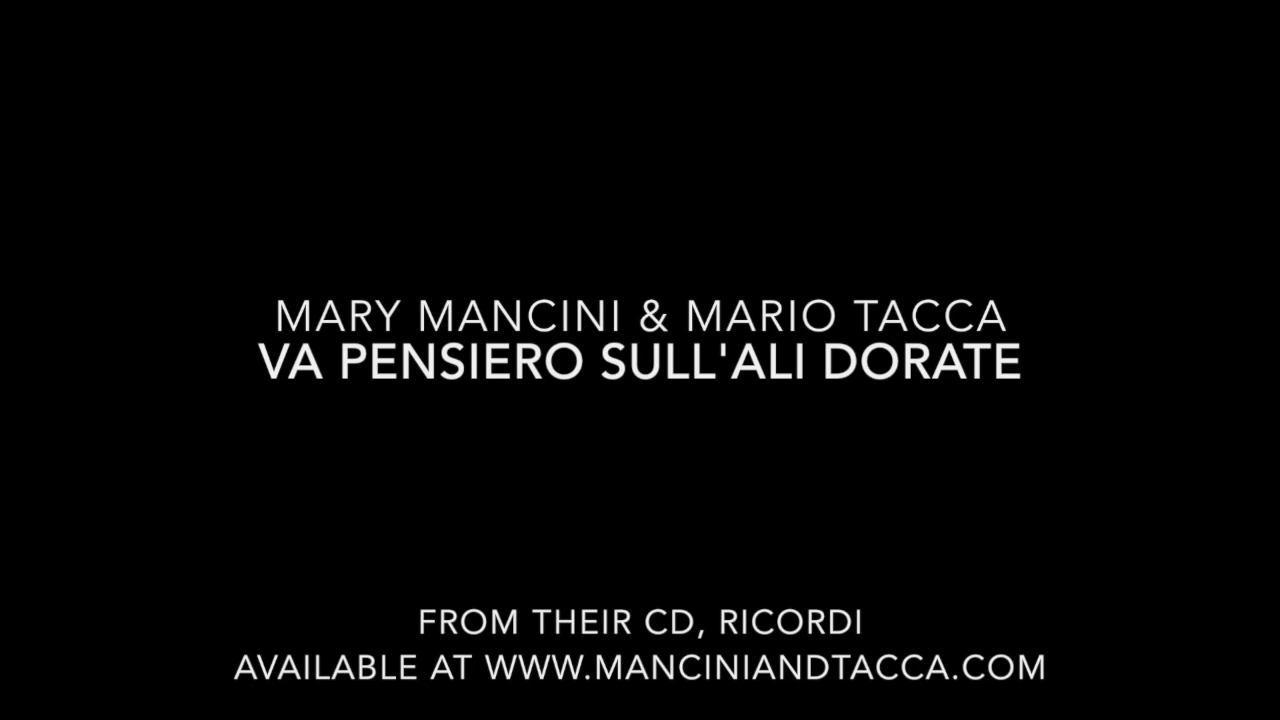 MARY MANCINI & MARIO TACCA
VA PENSIERO SULL'ALI DORATE
FROM THEIR CD, RICORDI
AVAILABLE AT WWW.MANCINIANDTACCA.COM